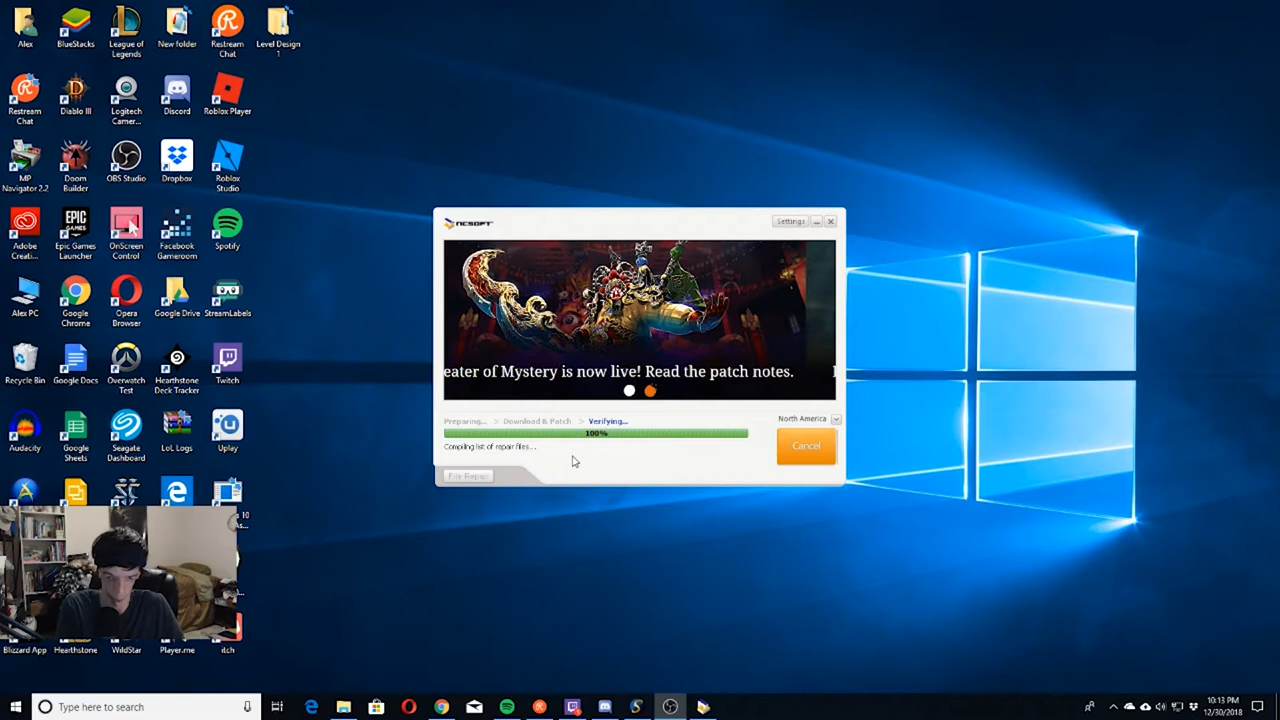 Alex
BlueStacks
League of
Legends
New folder
Restream
Chat
Level Design
1
Restream
Chat
Diablo III
Logitech
Camer...
Discord
Roblox Player
MP
Navigator 2.2
Doom
Builder
OBS Studio
Dropbox
Roblox
Studio
Adobe
Creati...
EPIC
GAMES
Epic Games
Launcher
OnScreen
Control
Facebook
Gameroom
Spotify
Alex PC
Google
Chrome
Opera
Browser
Google Drive
StreamLabels
Recycle Bin
Google Docs
Overwatch
Test
Hearthstone
Deck Tracker
Twitch
Audacity
Google
Sheets
Seagate
Dashboard
LoL Logs
Uplay
Blizzard App
Hearthstone
WildStar
Player.me
itch
NCSOFT
Settings
eater of Mystery is now live! Read the patch notes.
Preparing... > Download & Patch > Verifying...
100%
Compiling list of repair files...
North America
Cancel
File Repair
Type here to search
10:13 PM
12/30/2018